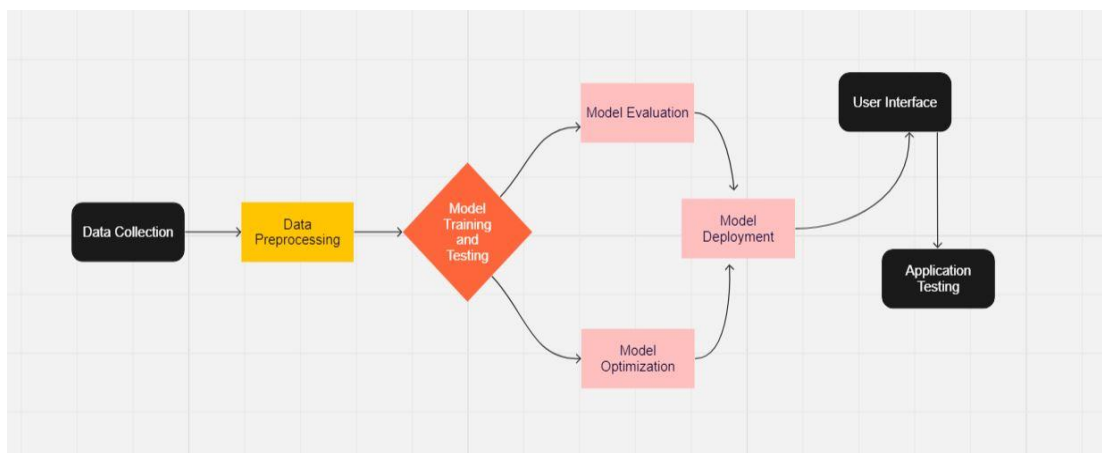 Data Collection
Data
Preprocessing
Model
Training
and
Testing
Model Evaluation
Model
Optimization
Model
Deployment
User Interface
Application
Testing